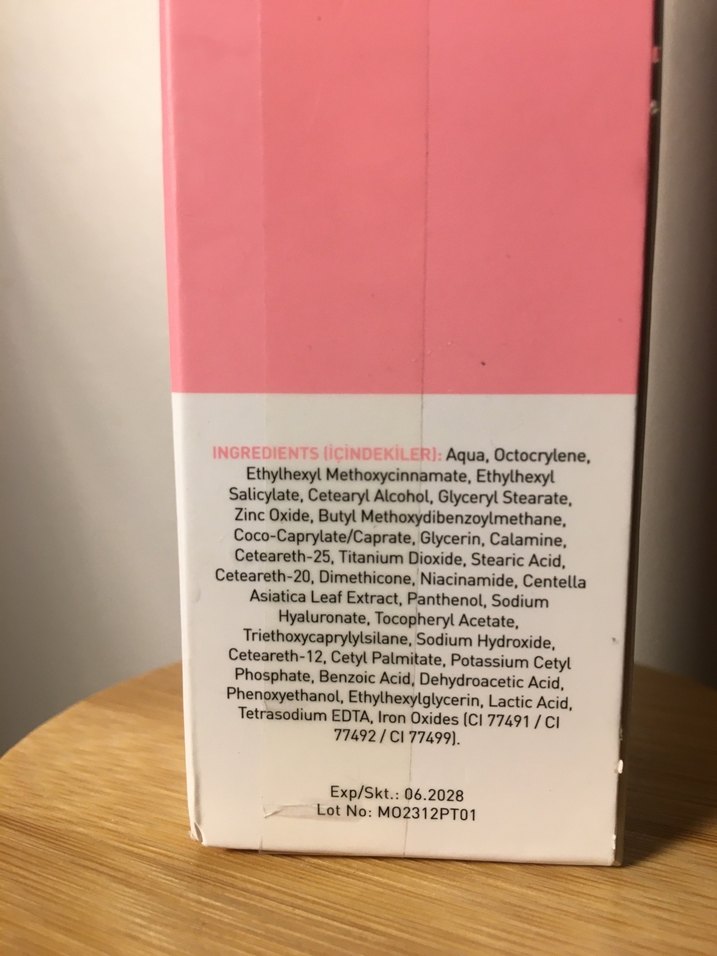 INGREDIENTS (İÇİNDEKİLER): Aqua, Octocrylene,
Ethylhexyl Methoxycinnamate, Ethylhexyl
Salicylate, Cetearyl Alcohol, Glyceryl Stearate,
Zinc Oxide, Butyl Methoxydibenzoylmethane,
Coco-Caprylate/Caprate, Glycerin, Calamine,
Ceteareth-25, Titanium Dioxide, Stearic Acid,
Ceteareth-20, Dimethicone, Niacinamide, Centella
Asiatica Leaf Extract, Panthenol, Sodium
Hyaluronate, Tocopheryl Acetate,
Triethoxycaprylylsilane, Sodium Hydroxide,
Ceteareth-12, Cetyl Palmitate, Potassium Cetyl
Phosphate, Benzoic Acid, Dehydroacetic Acid,
Phenoxyethanol, Ethylhexylglycerin, Lactic Acid,
Tetrasodium EDTA, Iron Oxides (CI 77491 / CI
77492 / CI 77499).
Exp/Skt.: 06.2028
Lot No: MO2312PT01